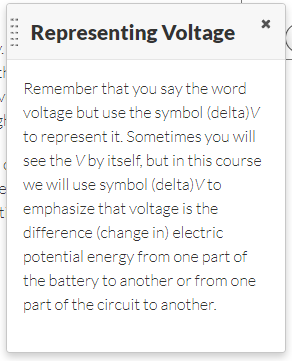 Representing Voltage
Remember that you say the word
voltage but use the symbol (delta)V
to represent it. Sometimes you will
see the V by itself, but in this course
we will use symbol (delta)V to
emphasize that voltage is the
difference (change in) electric
potential energy from one part of
the battery to another or from one
part of the circuit to another.